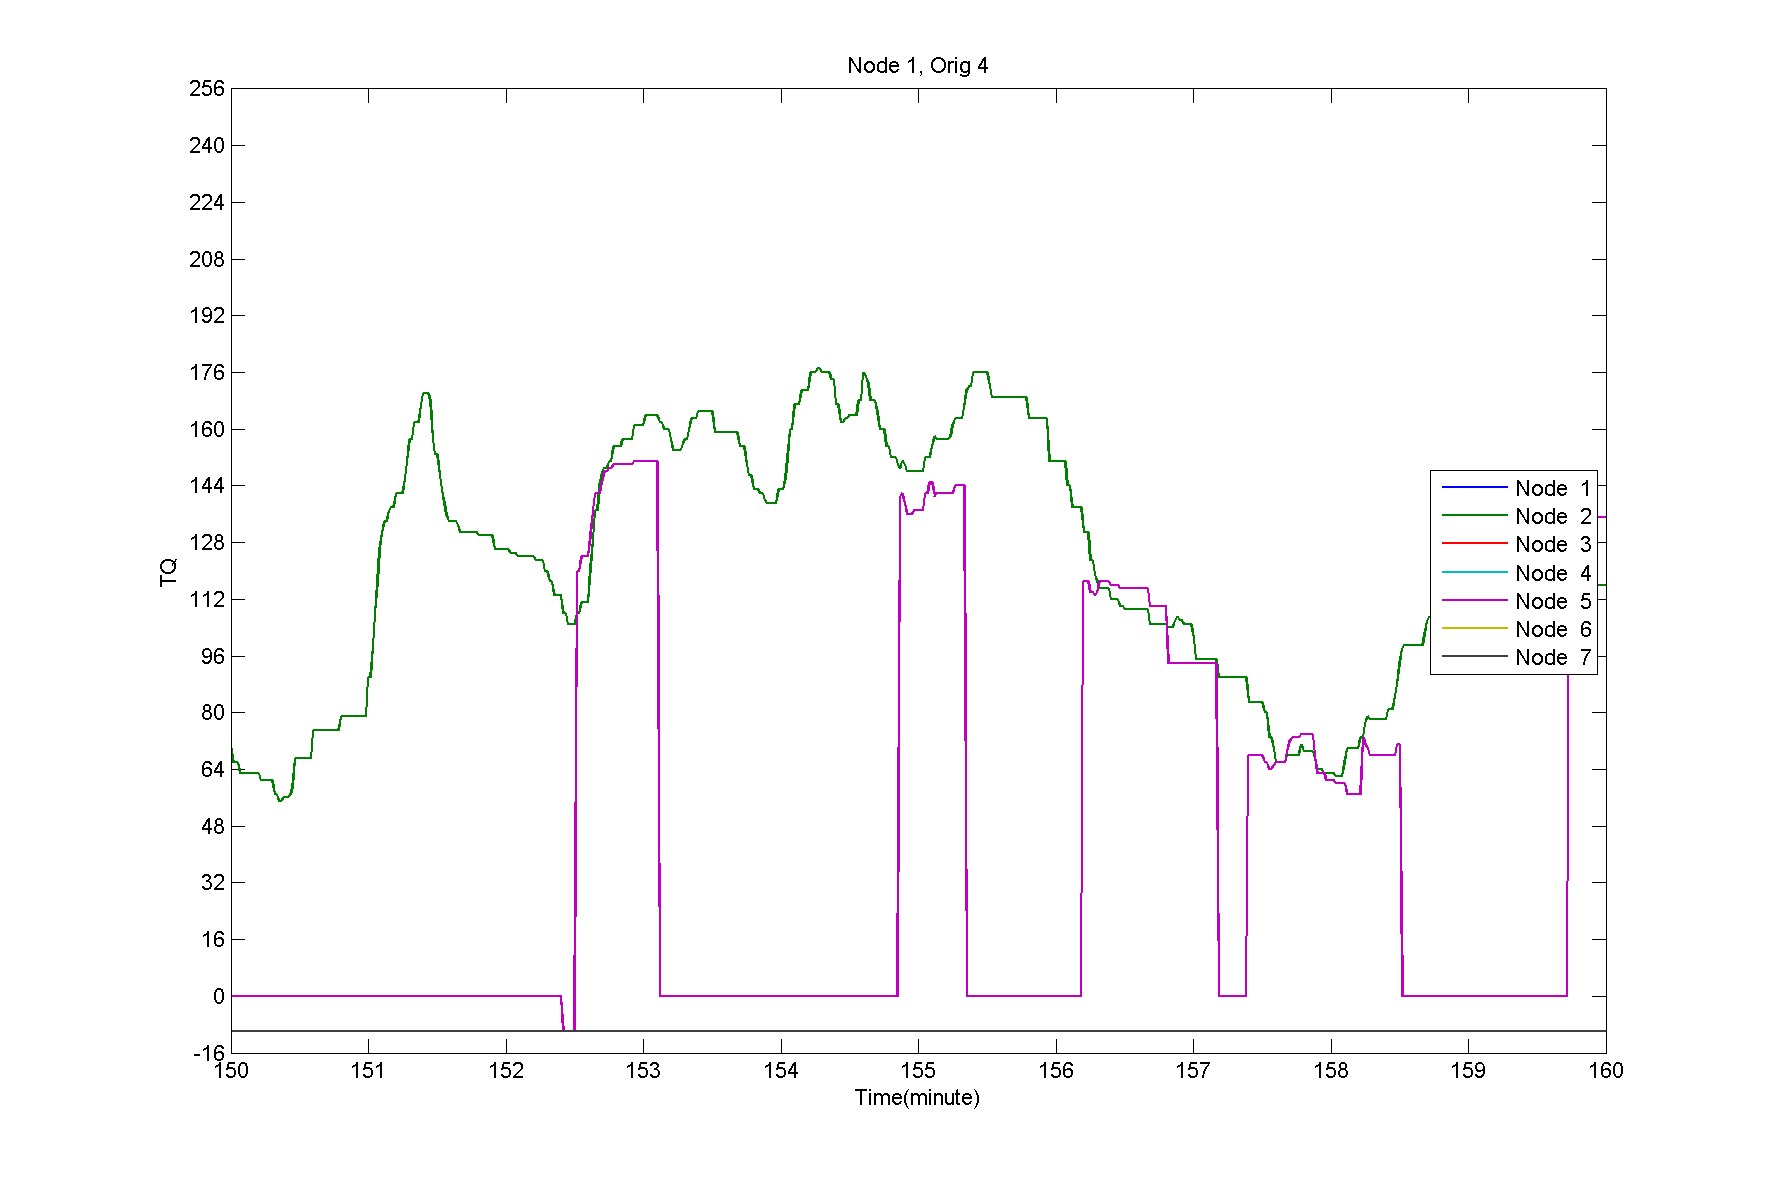 Node 1, Orig 4
256
240
224
208
192
176
160
144
128
112
96
80
64
48
32
16
0
-16
TQ
150 151 152 153 154 155 156 157 158 159 160
Time(minute)
Node 1
Node 2
Node 3
Node 4
Node 5
Node 6
Node 7